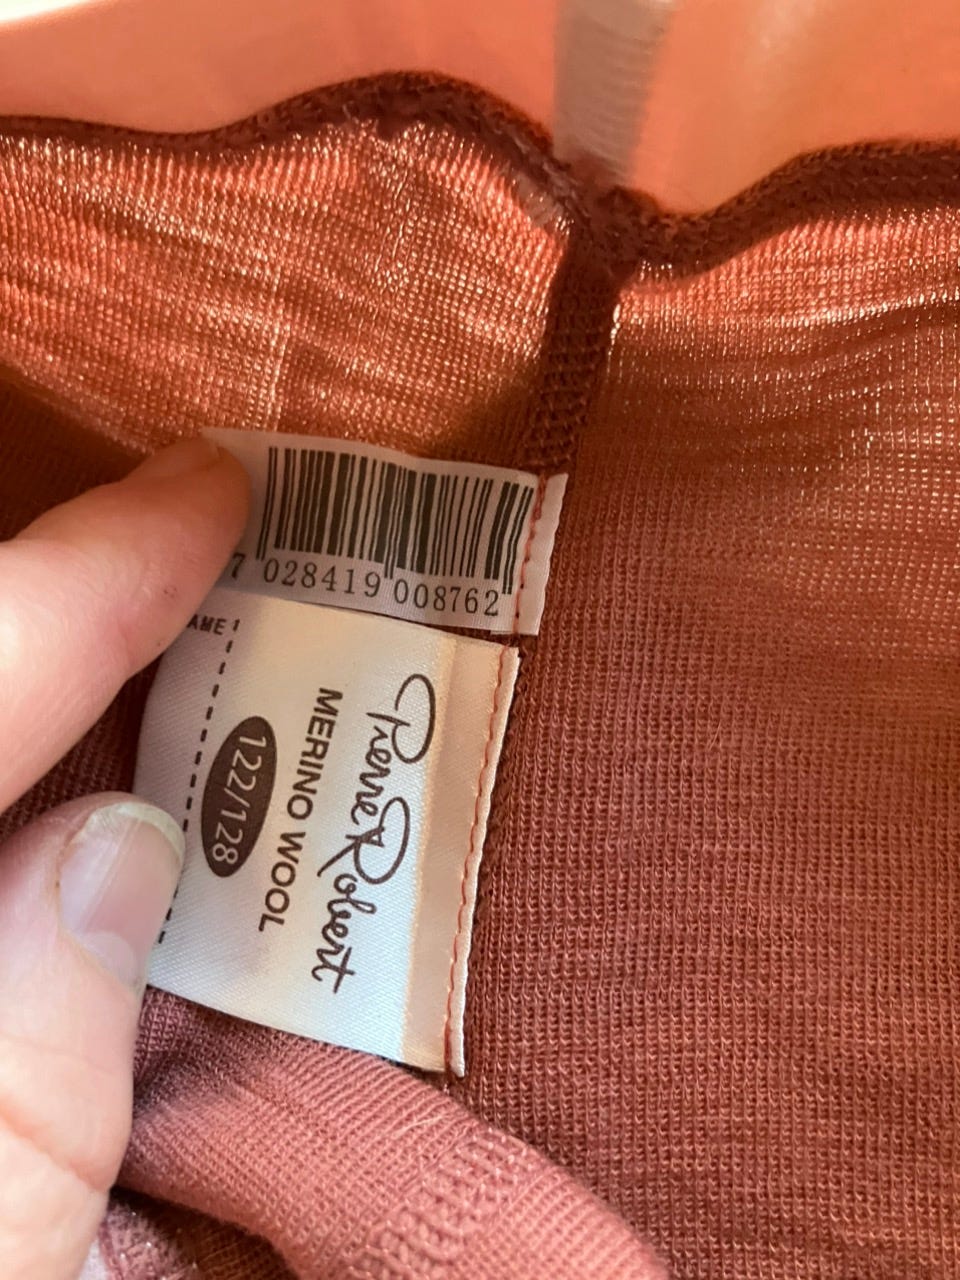 7 028419 008762
Pierre Robert
MERINO WOOL
122/128
AME